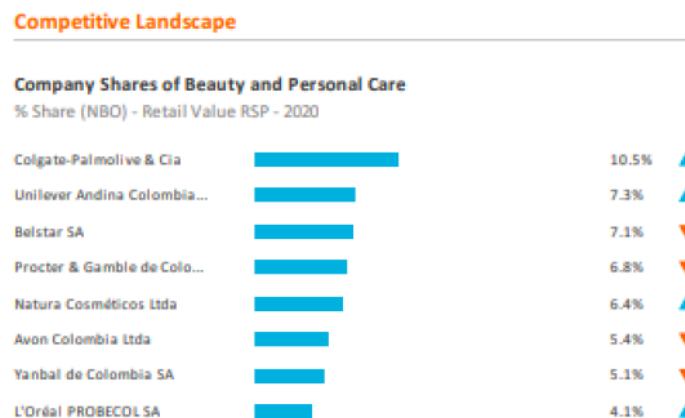 Competitive Landscape
Company Shares of Beauty and Personal Care
% Share (NBO) - Retail Value RSP - 2020
Colgate-Palmolive & Cia 10.5%
Unilever Andina Colombia... 7.3%
Belstar SA 7.1%
Procter & Gamble de Colo... 6.8%
Natura Cosméticos Ltda 6.4%
Avon Colombia Ltda 5.4%
Yanbal de Colombia SA 5.1%
L'Oréal PROBECOL SA 4.1%